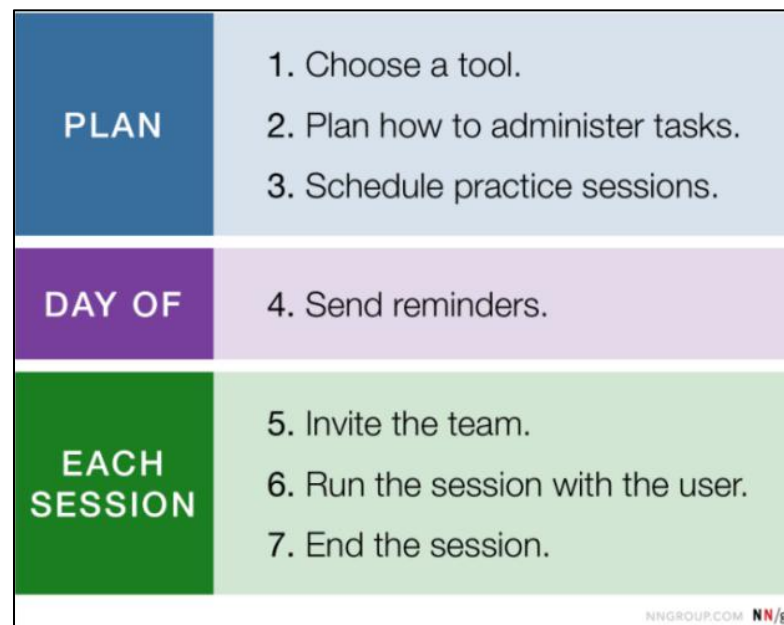 PLAN
1. Choose a tool.
2. Plan how to administer tasks.
3. Schedule practice sessions.
DAY OF
4. Send reminders.
EACH
SESSION
5. Invite the team.
6. Run the session with the user.
7. End the session.
NNGROUP.COM NN/g